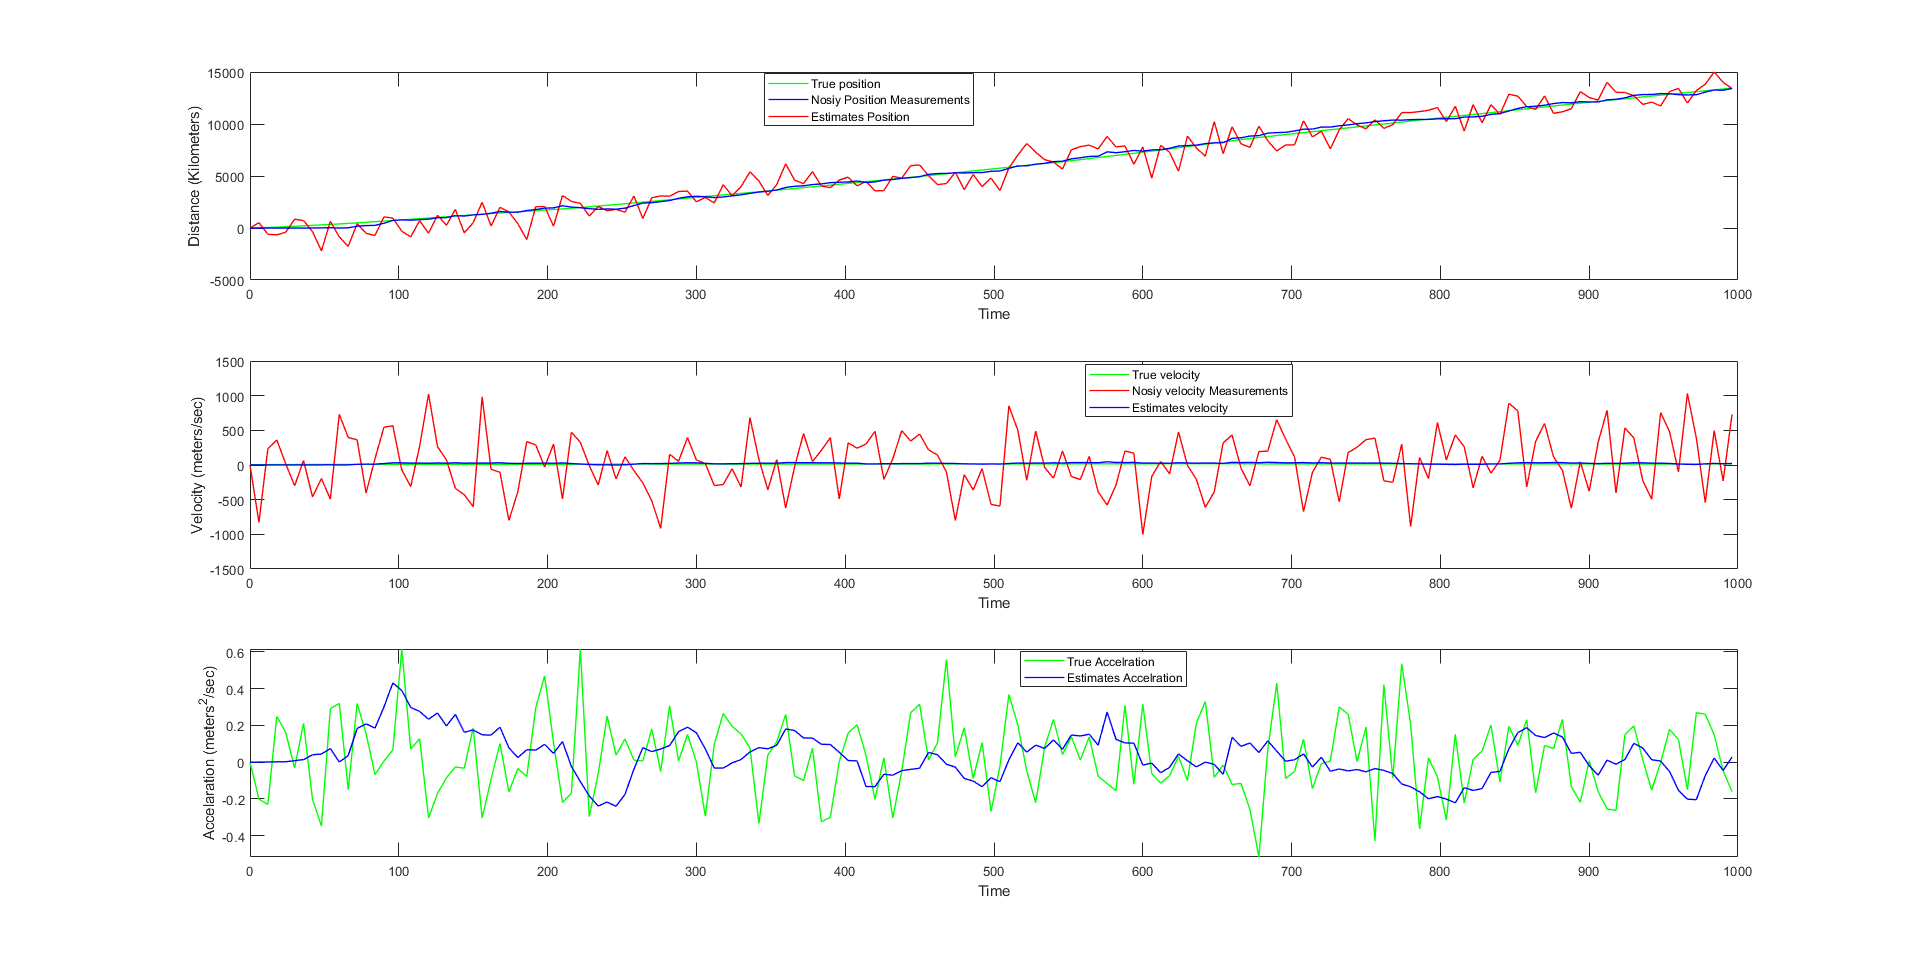 15000
10000
5000
0
-5000
Distance (Kilometers)
True position
Nosiy Position Measurements
Estimates Position
0 100 200 300 400 500 600 700 800 900 1000
Time
1500
1000
500
0
-500
-1000
-1500
Velocity (meters/sec)
True velocity
Nosiy velocity Measurements
Estimates velocity
0 100 200 300 400 500 600 700 800 900 1000
Time
0.6
0.4
0.2
0
-0.2
-0.4
Accelaration (meters²/sec)
True Accelration
Estimates Accelration
0 100 200 300 400 500 600 700 800 900 1000
Time